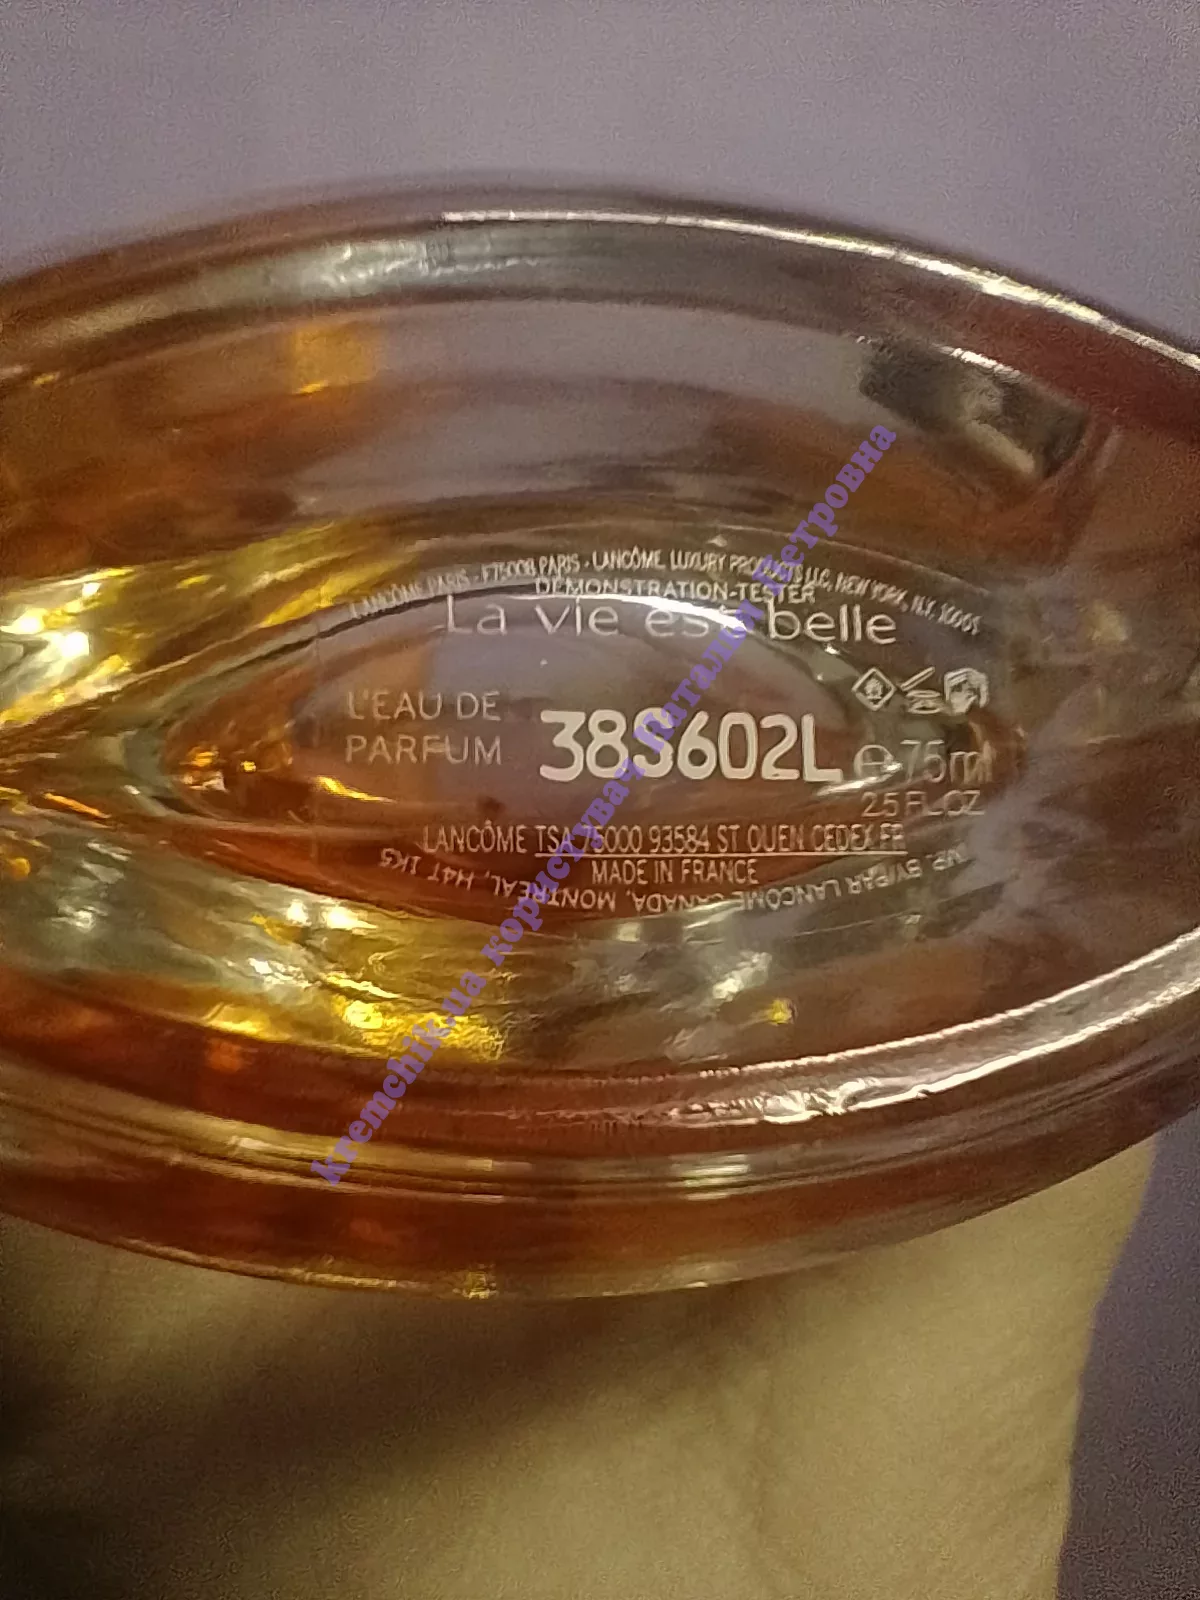 LANCÔME PARIS - F75008 PARIS - LANCÔME, LUXURY PRODUCTS LLC, NEW YORK, N.Y. 10001
DÉMONSTRATION-TESTER
La vie est belle
L'EAU DE
PARFUM
38S602L
e 75ml
2.5 FL.OZ
LANCÔME TSA 75000 93584 ST OUEN CEDEX FR
MADE IN FRANCE
IMP. BY/PAR LANCÔME CANADA, MONTREAL, H4T 1K5
kremchik.ua користувач Наталія Петровна